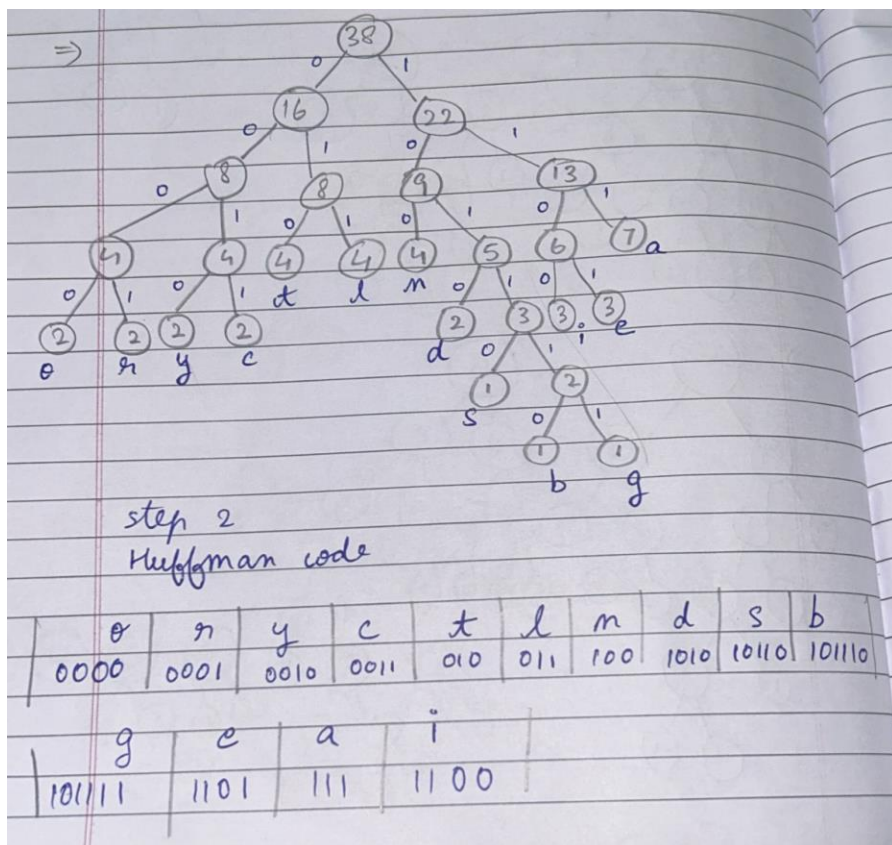 ⇒ 38
0 1
16 22
0 1 0 1
8 8 9 13
0 1 0 1 0 1 0 1
4 4 4 4 4 5 6 7 a
0 1 0 1 t l n 0 1 0 1
2 2 2 2 2 3 3 i 3 e
o r y c d 0 1
1 2
s 0 1
1 1
b g
step 2
Huffman code
o r y c t l n d s b
0000 0001 0010 0011 010 011 100 1010 10110 101110
g e a i
101111 1101 111 1100